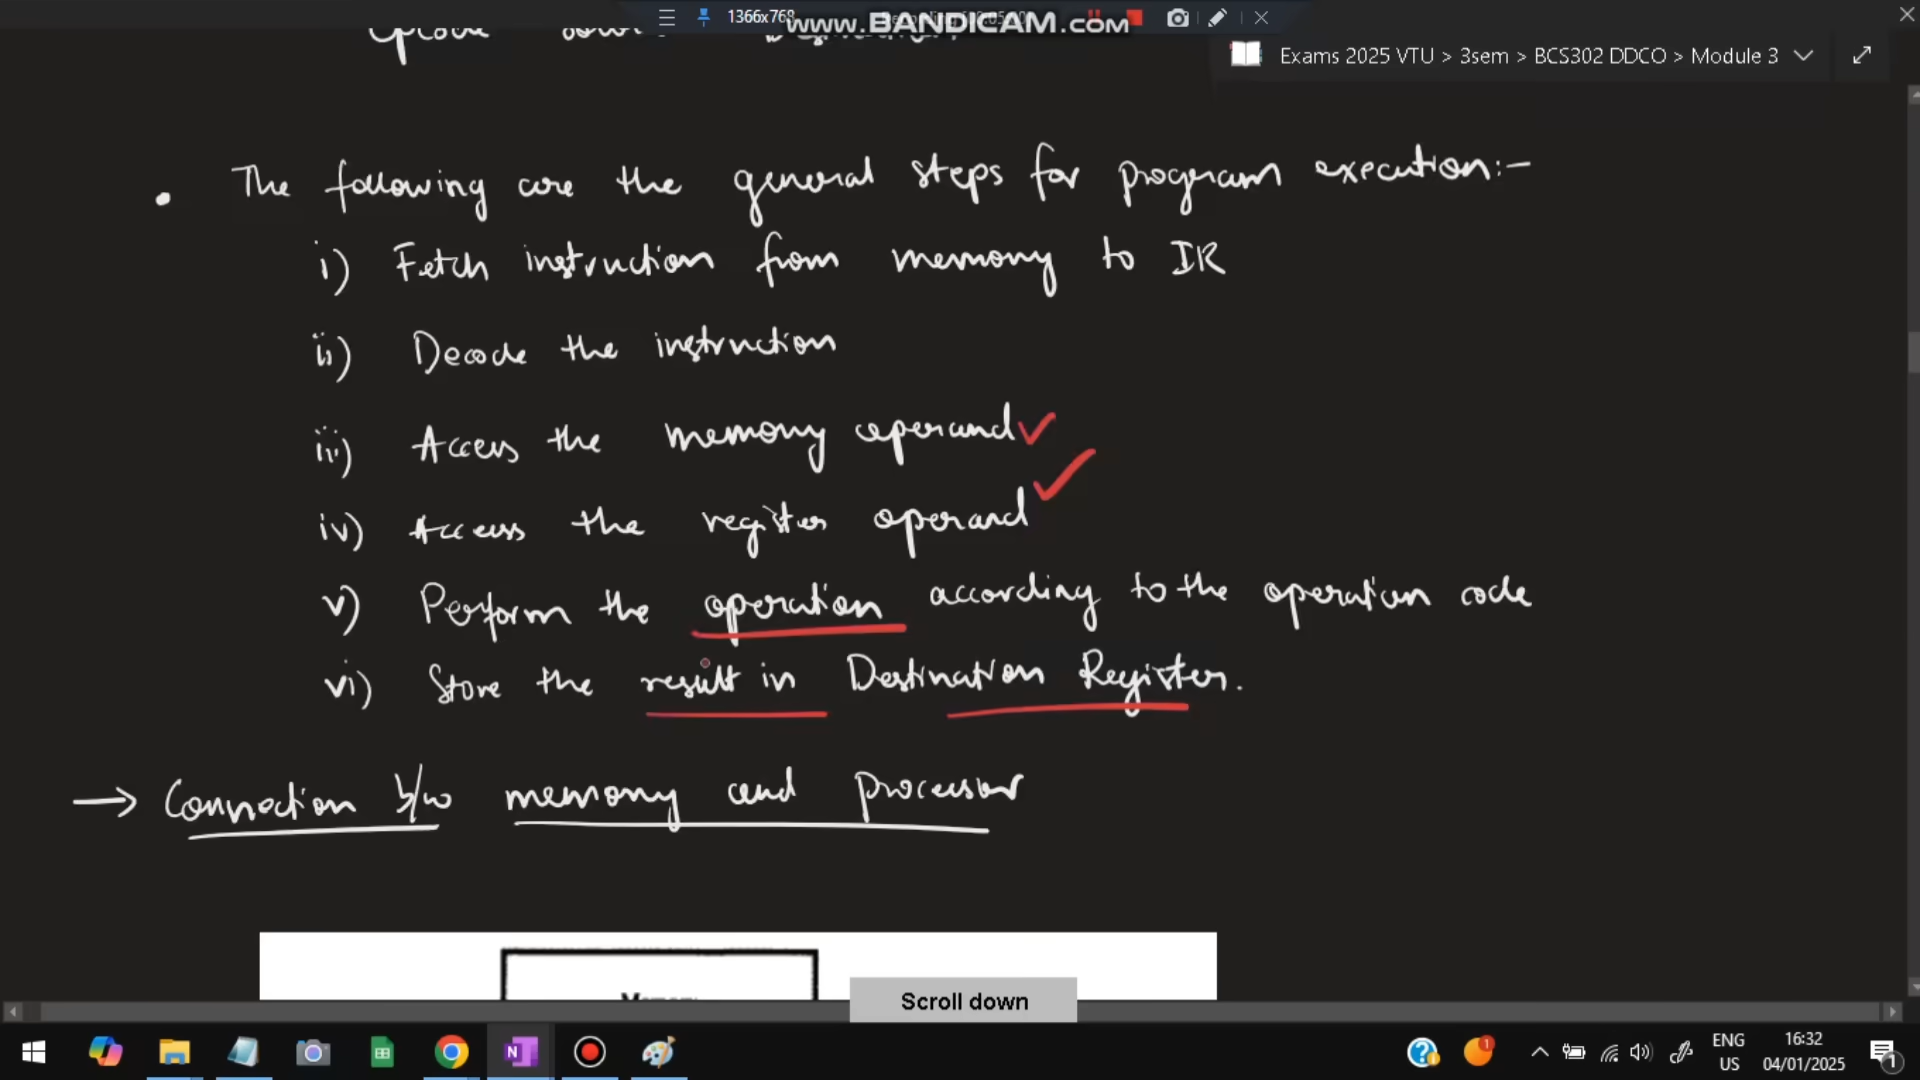 1366x768
www.BANDICAM.com
Exams 2025 VTU > 3sem > BCS302 DDCO > Module 3
The following are the general steps for program execution:-
i) Fetch instruction from memory to IR
ii) Decode the instruction
iii) Access the memory operand
iv) Access the register operand
v) Perform the operation according to the operation code
vi) Store the result in Destination Register.
→ Connection b/w memory and processor
Scroll down
ENG
US
16:32
04/01/2025